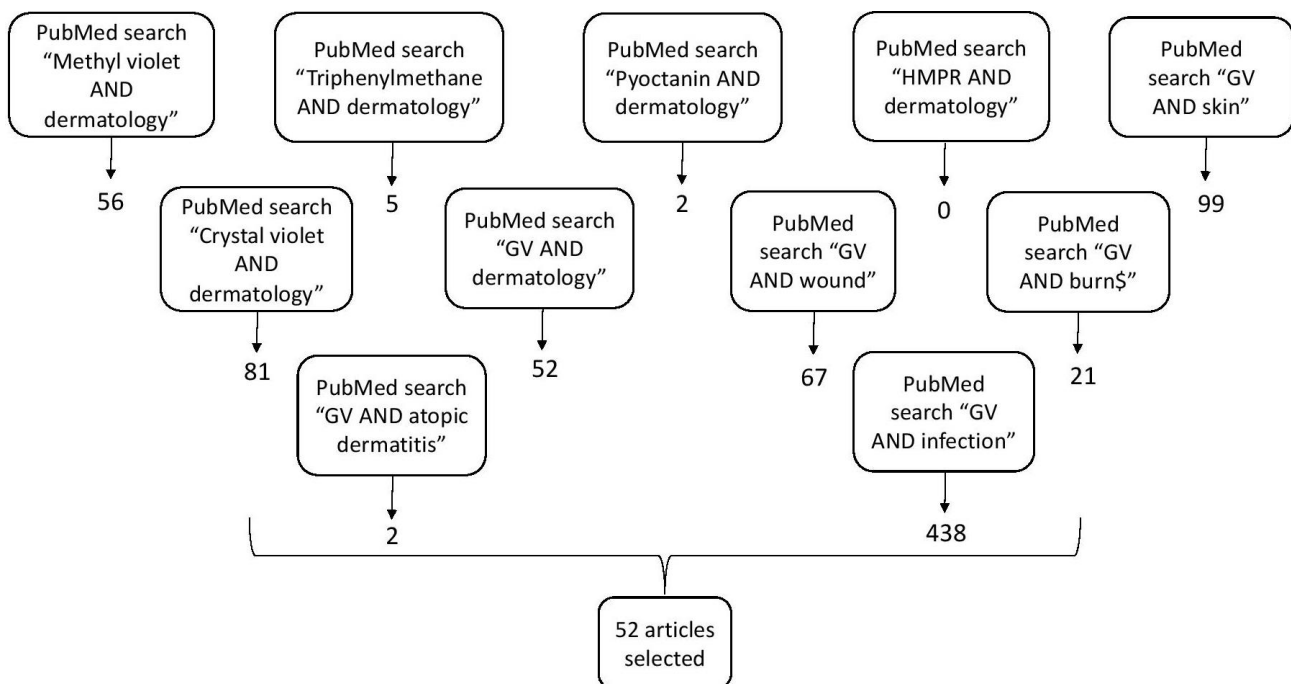 PubMed search
“Methyl violet
AND
dermatology”
56
PubMed search
“Triphenylmethane
AND dermatology”
5
PubMed search
“Pyoctanin AND
dermatology”
2
PubMed search
“HMPR AND
dermatology”
0
PubMed
search “GV
AND skin”
99
PubMed search
“Crystal violet
AND
dermatology”
81
PubMed search
“GV AND
dermatology”
52
PubMed
search “GV
AND wound”
67
PubMed
search “GV
AND burn$”
21
PubMed search
“GV AND atopic
dermatitis”
2
PubMed
search “GV
AND infection”
438
52 articles
selected